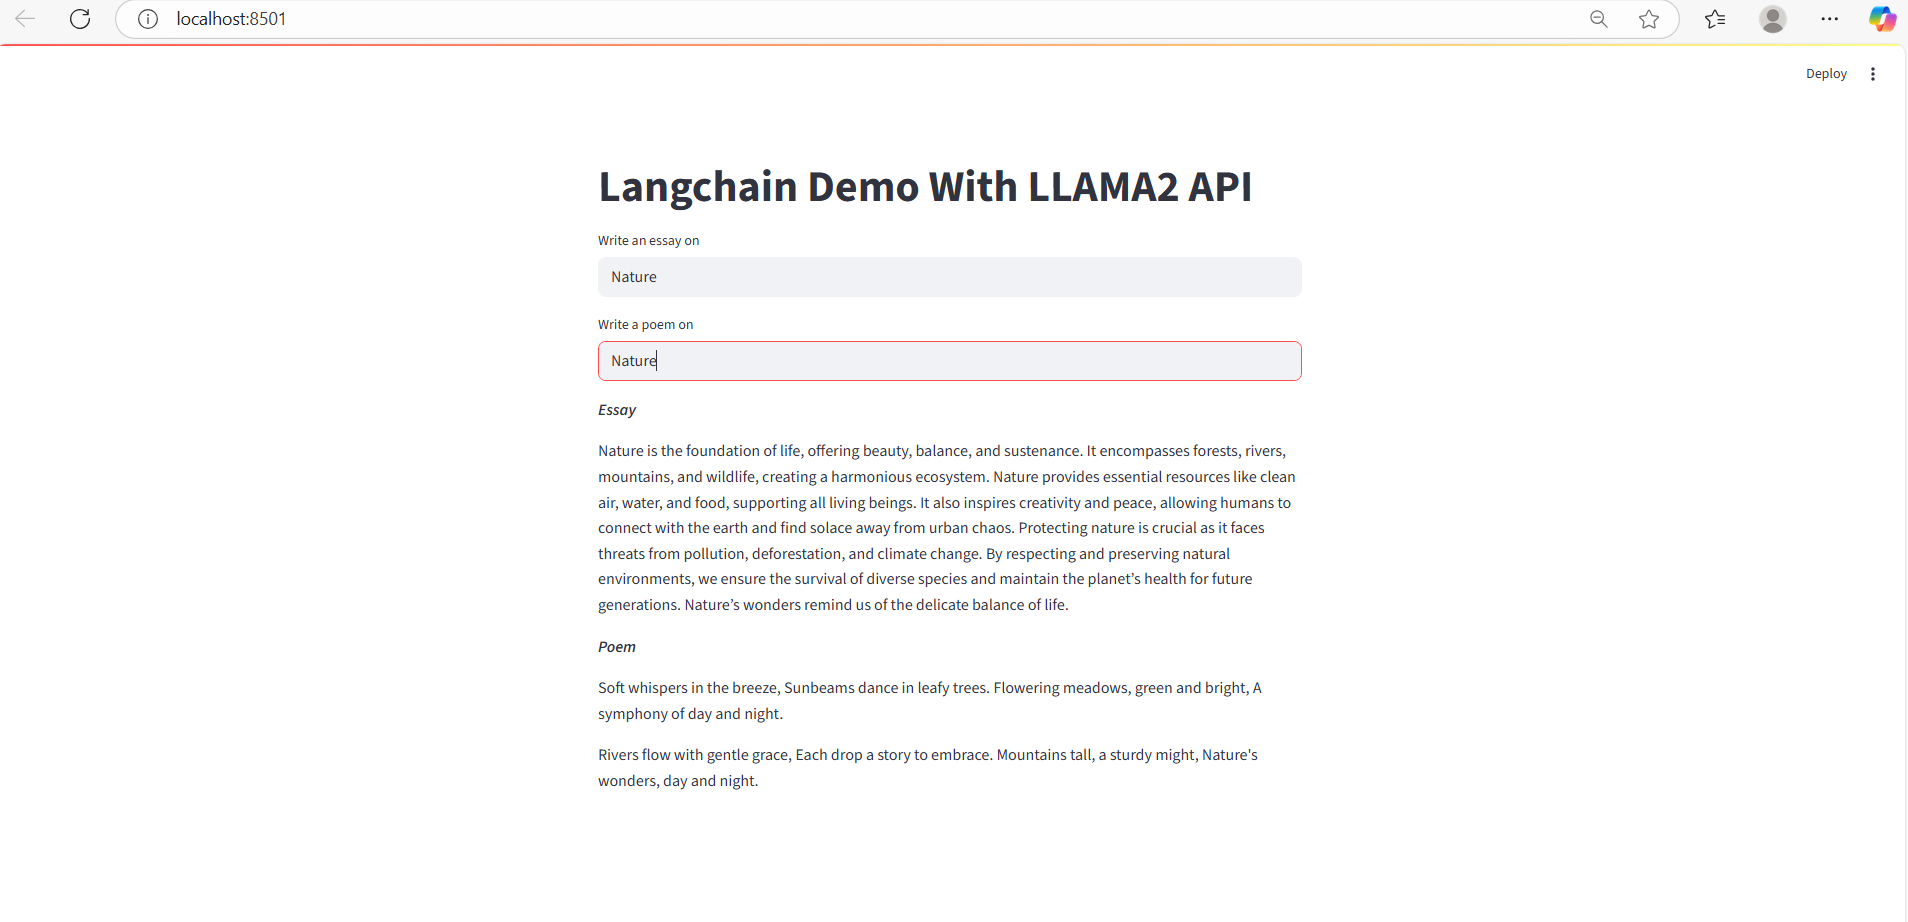 localhost:8501
Deploy
Langchain Demo With LLAMA2 API
Write an essay on
Nature
Write a poem on
Nature
Essay
Nature is the foundation of life, offering beauty, balance, and sustenance. It encompasses forests, rivers,
mountains, and wildlife, creating a harmonious ecosystem. Nature provides essential resources like clean
air, water, and food, supporting all living beings. It also inspires creativity and peace, allowing humans to
connect with the earth and find solace away from urban chaos. Protecting nature is crucial as it faces
threats from pollution, deforestation, and climate change. By respecting and preserving natural
environments, we ensure the survival of diverse species and maintain the planet’s health for future
generations. Nature’s wonders remind us of the delicate balance of life.
Poem
Soft whispers in the breeze, Sunbeams dance in leafy trees. Flowering meadows, green and bright, A
symphony of day and night.
Rivers flow with gentle grace, Each drop a story to embrace. Mountains tall, a sturdy might, Nature's
wonders, day and night.